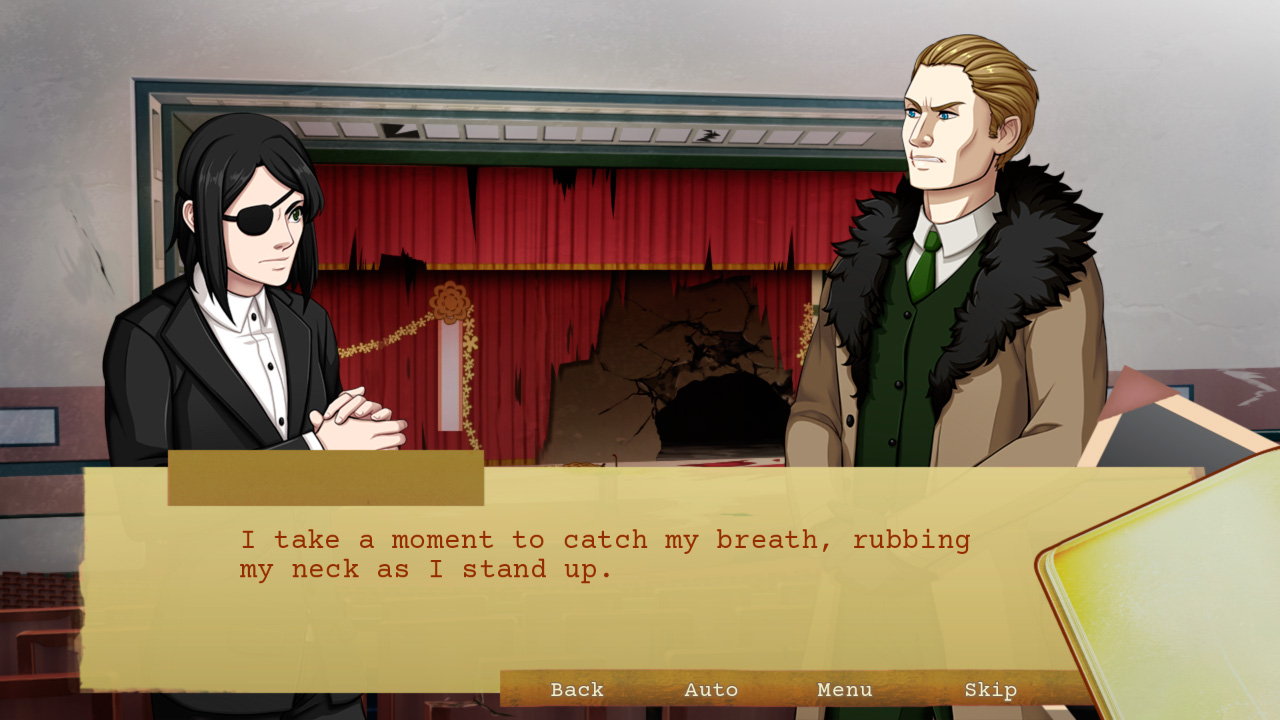 I take a moment to catch my breath, rubbing
my neck as I stand up.
Back Auto Menu Skip